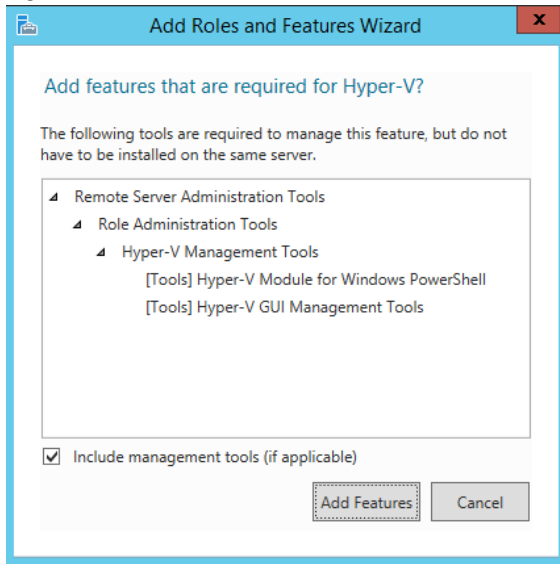 Add Roles and Features Wizard
x
Add features that are required for Hyper-V?
The following tools are required to manage this feature, but do not
have to be installed on the same server.
Remote Server Administration Tools
Role Administration Tools
Hyper-V Management Tools
[Tools] Hyper-V Module for Windows PowerShell
[Tools] Hyper-V GUI Management Tools
Include management tools (if applicable)
Add Features Cancel